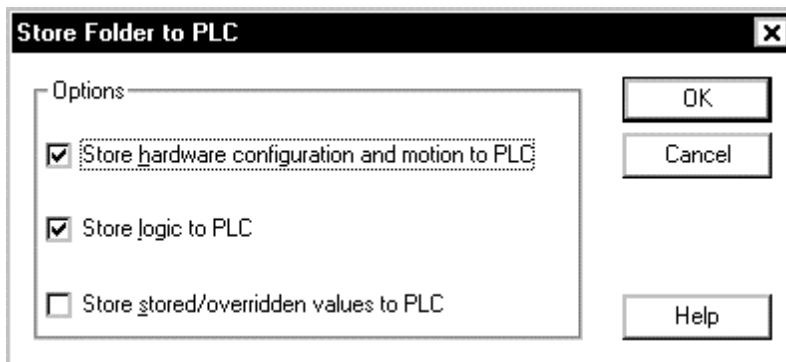 Store Folder to PLC
Options
Store hardware configuration and motion to PLC
Store logic to PLC
Store stored/overridden values to PLC
OK
Cancel
Help